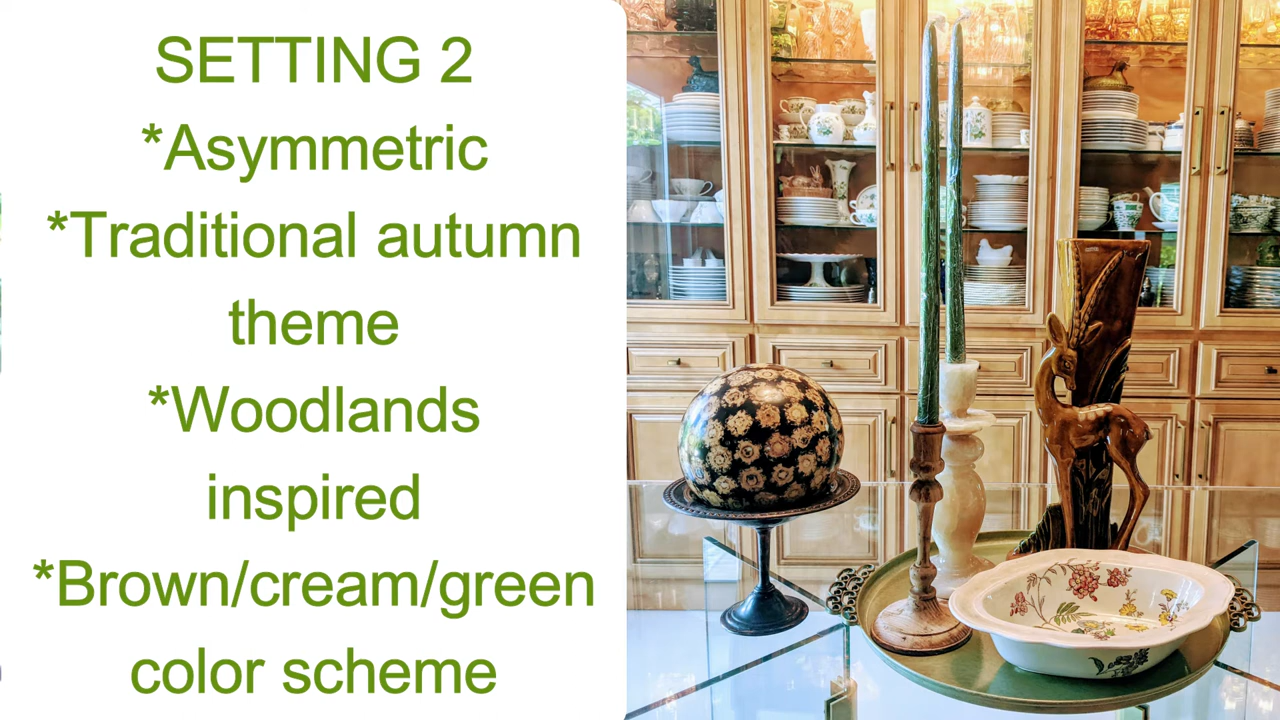 SETTING 2
*Asymmetric
*Traditional autumn
theme
*Woodlands
inspired
*Brown/cream/green
color scheme